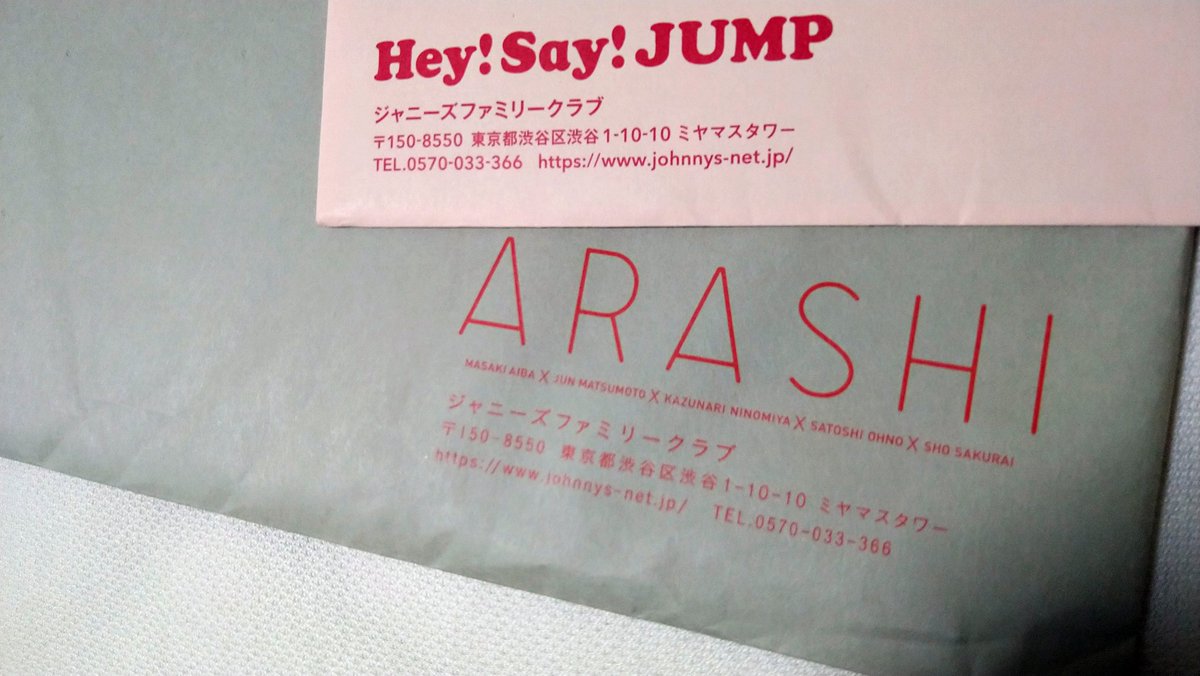 Hey! Say! JUMP
ジャニーズファミリークラブ
〒150-8550 東京都渋谷区渋谷1-10-10 ミヤマスタワー
TEL.0570-033-366 https://www.johnnys-net.jp/
ARASHI
MASAKI AIBA X JUN MATSUMOTO X KAZUNARI NINOMIYA X SATOSHI OHNO X SHO SAKURAI
ジャニーズファミリークラブ
〒150-8550 東京都渋谷区渋谷1-10-10 ミヤマスタワー
https://www.johnnys-net.jp/ TEL.0570-033-366